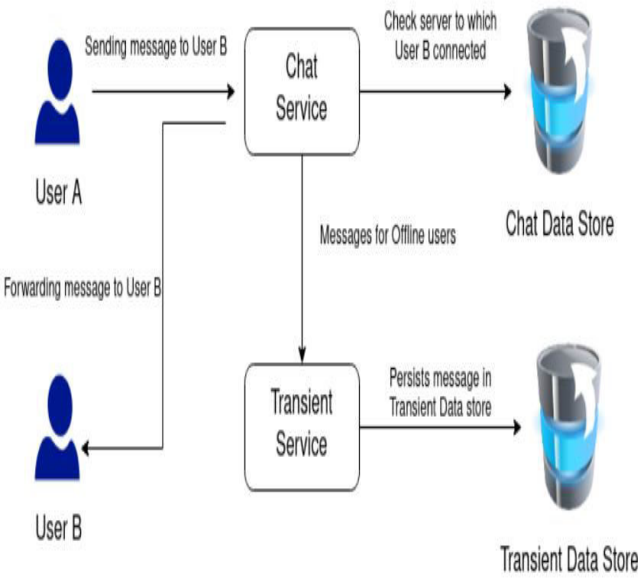 Sending message to User B
Chat
Service
Check server to which
User B connected
User A
Chat Data Store
Messages for Offline users
Forwarding message to User B
Transient
Service
Persists message in
Transient Data store
User B
Transient Data Store